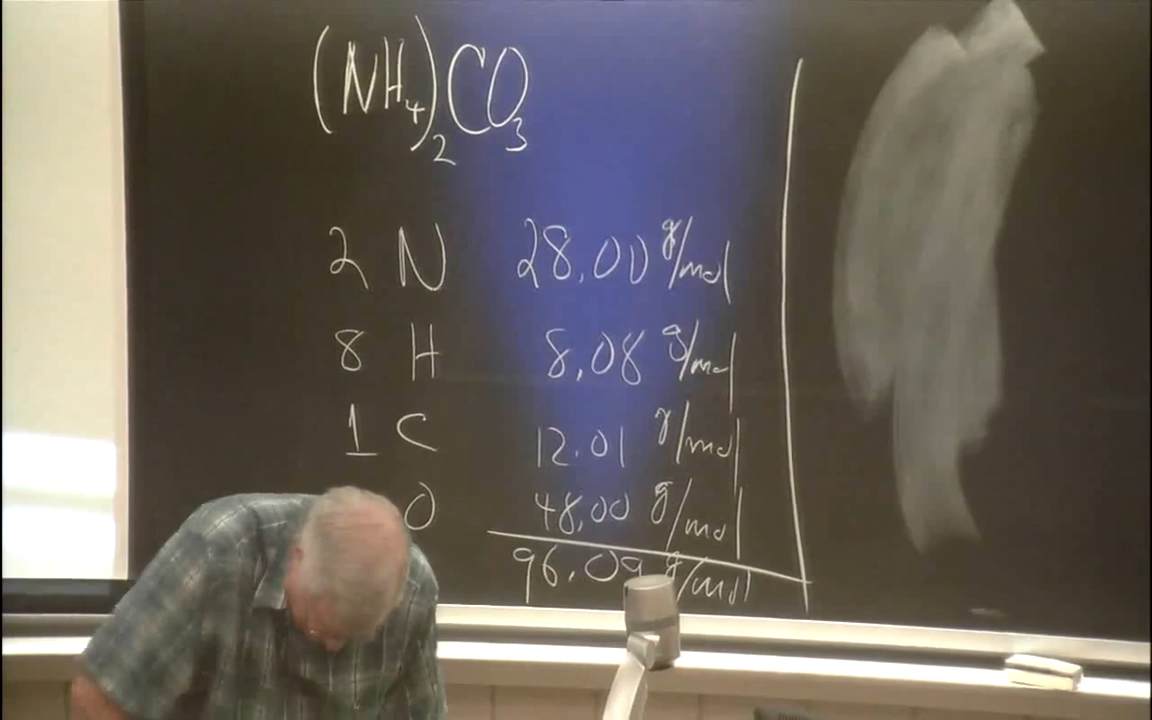 (NH₄)₂CO₃
2 N 28.00 g/mol
8 H 8.08 g/mol
1 C 12.01 g/mol
O 48.00 g/mol
96.09 g/mol